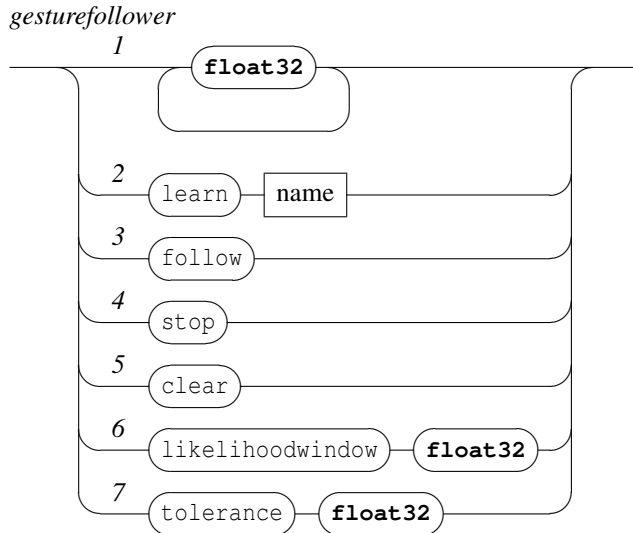 gesturefollower
1
float32
2 learn name
3 follow
4 stop
5 clear
6 likelihoodwindow float32
7 tolerance float32